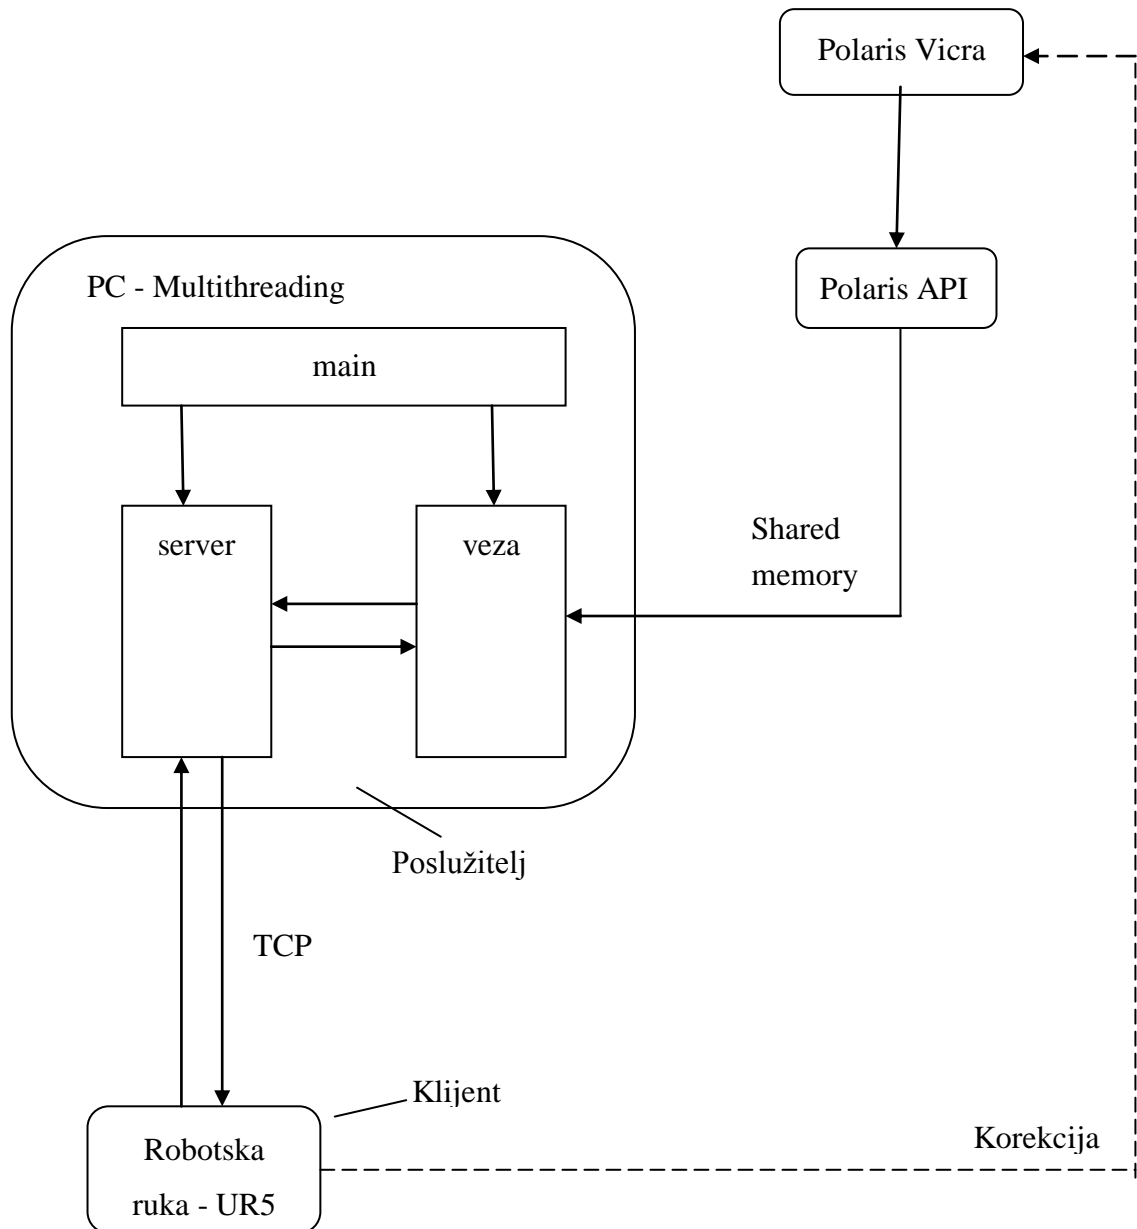 Polaris Vicra
PC - Multithreading
Polaris API
main
server
veza
Shared
memory
Poslužitelj
TCP
Klijent
Korekcija
Robotska
ruka - UR5